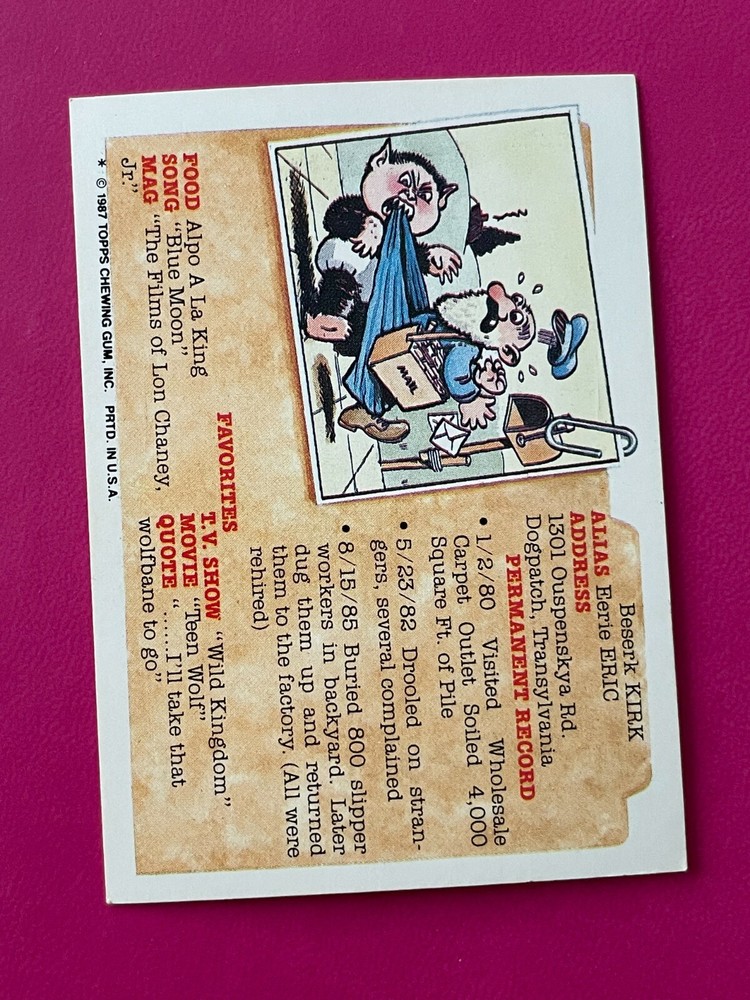 Beserk KIRK
ALIAS Eerie ERIC
ADDRESS
1301 Ouspenskya Rd.
Dogpatch, Transylvania
PERMANENT RECORD
• 1/2/80 Visited Wholesale
Carpet Outlet. Soiled 4,000
Square Ft. of Pile
• 5/23/82 Drooled on stran-
gers, several complained
• 8/15/85 Buried 800 slipper
workers in backyard. Later
dug them up and returned
them to the factory. (All were
rehired)
MAIL
FAVORITES
FOOD Alpo A La King
SONG "Blue Moon"
MAG "The Films of Lon Chaney,
Jr."
T.V. SHOW "Wild Kingdom"
MOVIE "Teen Wolf"
QUOTE "......I'll take that
wolfbane to go"
* © 1987 TOPPS CHEWING GUM, INC. PRTD. IN U.S.A.